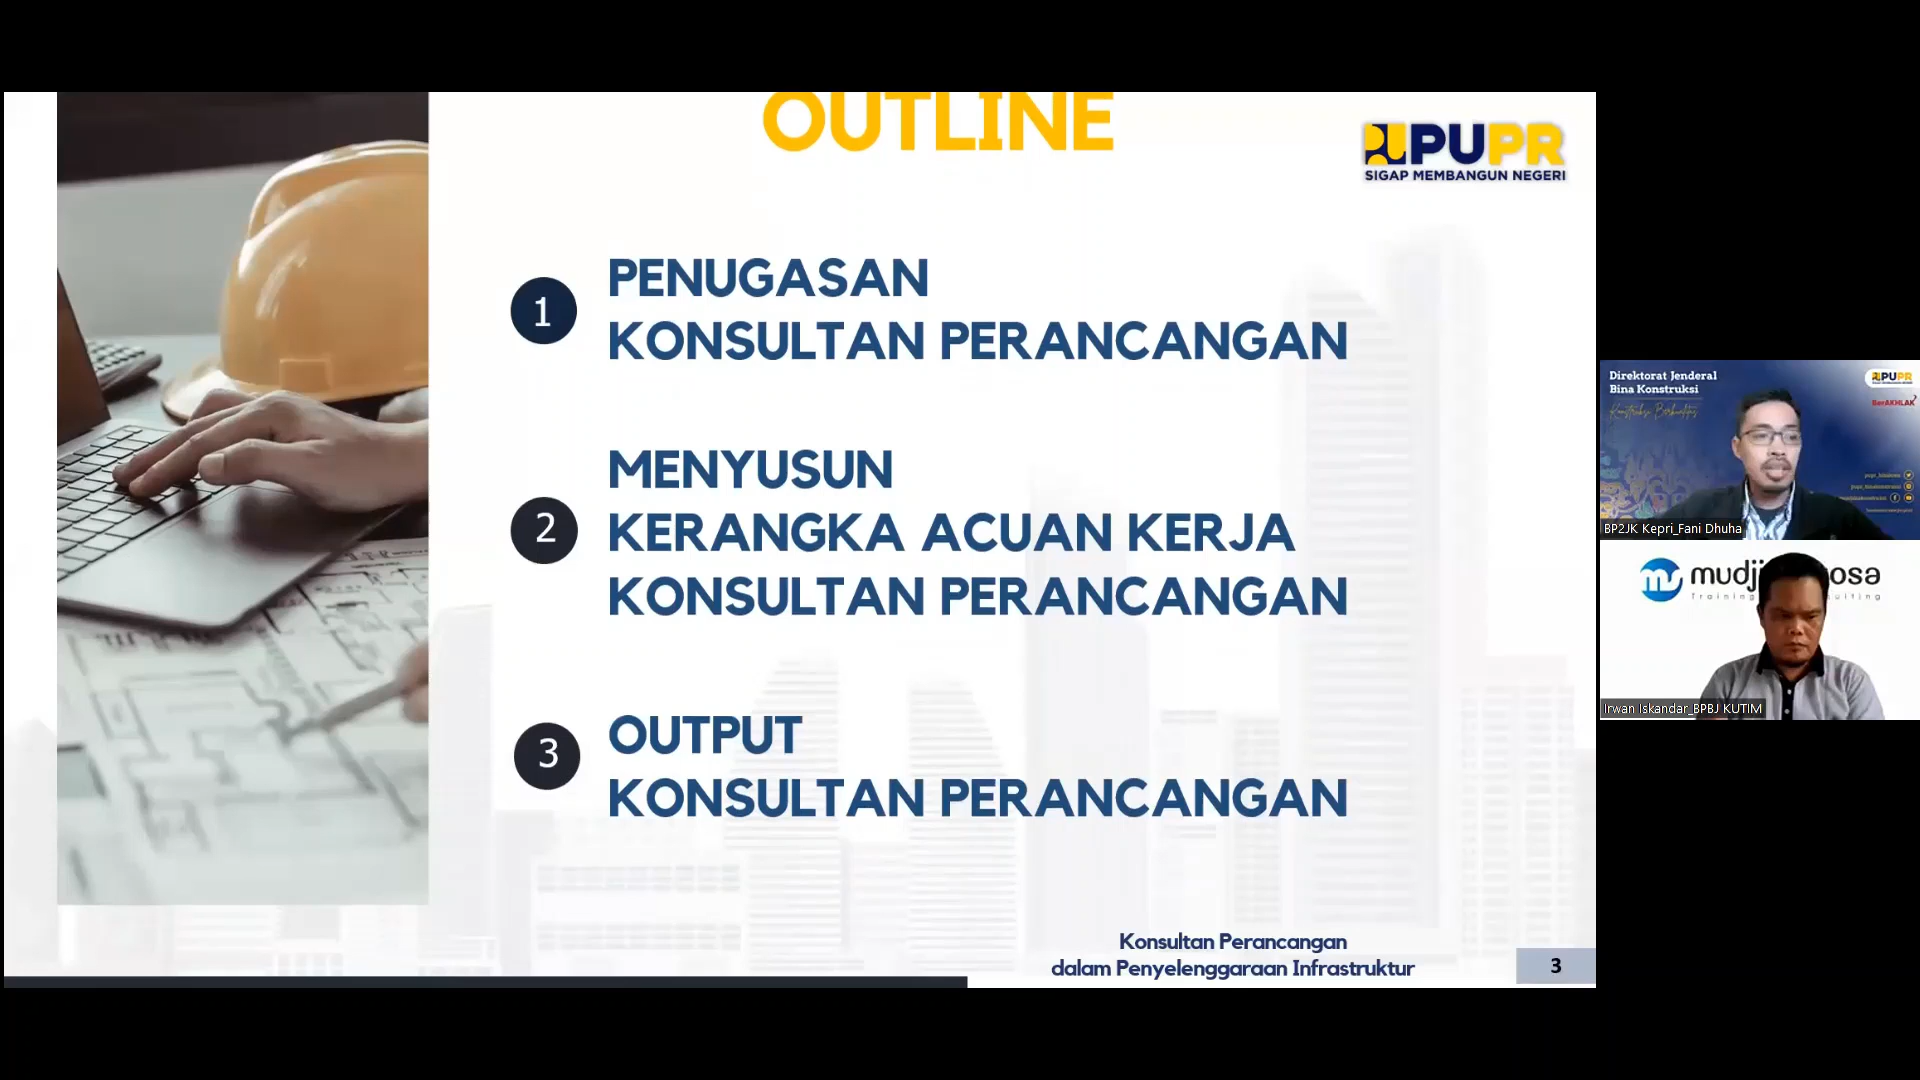 OUTLINE
PUPR
SIGAP MEMBANGUN NEGERI
1
PENUGASAN
KONSULTAN PERANCANGAN
2
MENYUSUN
KERANGKA ACUAN KERJA
KONSULTAN PERANCANGAN
3
OUTPUT
KONSULTAN PERANCANGAN
Konsultan Perancangan
dalam Penyelenggaraan Infrastruktur
3
Direktorat Jenderal
Bina Konstruksi
PUPR
BerAKHLAK
BP2JK Kepri_Fani Dhuha
Irwan Iskandar_BPBJ KUTIM